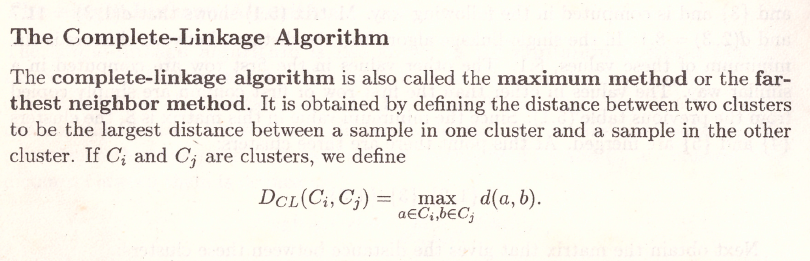 The Complete-Linkage Algorithm
The complete-linkage algorithm is also called the maximum method or the far-
thest neighbor method. It is obtained by defining the distance between two clusters
to be the largest distance between a sample in one cluster and a sample in the other
cluster. If C_i and C_j are clusters, we define
D_{CL}(C_i, C_j) = max_{a∈C_i,b∈C_j} d(a, b).